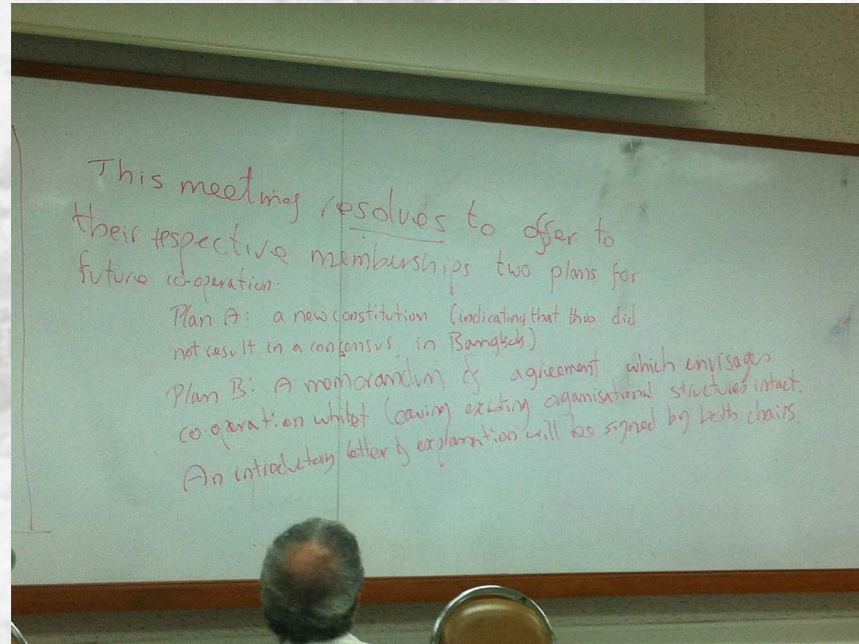 This meeting resolves to offer to
their respective memberships two plans for
future co-operation:
Plan A: a new constitution (indicating that this did
not result in a consensus in Bangkok)
Plan B: A memorandum of agreement which envisages
co-operation whilst leaving existing organisational structures intact.
An introductory letter of explanation will be signed by both chairs